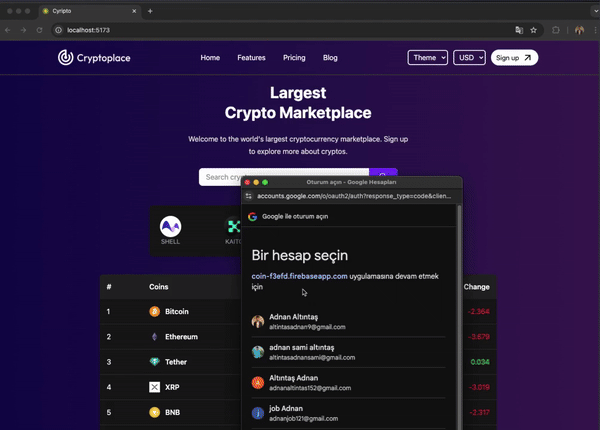 Cyripto
localhost:5173
Cryptoplace
Home
Features
Pricing
Blog
Theme
USD
Sign up
Largest
Crypto Marketplace
Welcome to the world's largest cryptocurrency marketplace. Sign up
to explore more about cryptos.
Search
SHELL
Oturum açın - Google Hesapları
accounts.google.com/o/oauth2/auth?response_type=code&clien...
Google ile oturum açın
Bir hesap seçin
coin-f3efd.firebaseapp.com uygulamasına devam etmek
için
Adnan Altıntaş
altintasadnan9@gmail.com
adnan sami altıntaş
altintasadnansami@gmail.com
Altıntaş Adnan
adnanaltintas152@gmail.com
job Adnan
adnanjob121@gmail.com
# Coins Change
1 Bitcoin -2.364
2 Ethereum -3.679
3 Tether 0.034
4 XRP -3.019
5 BNB -2.317